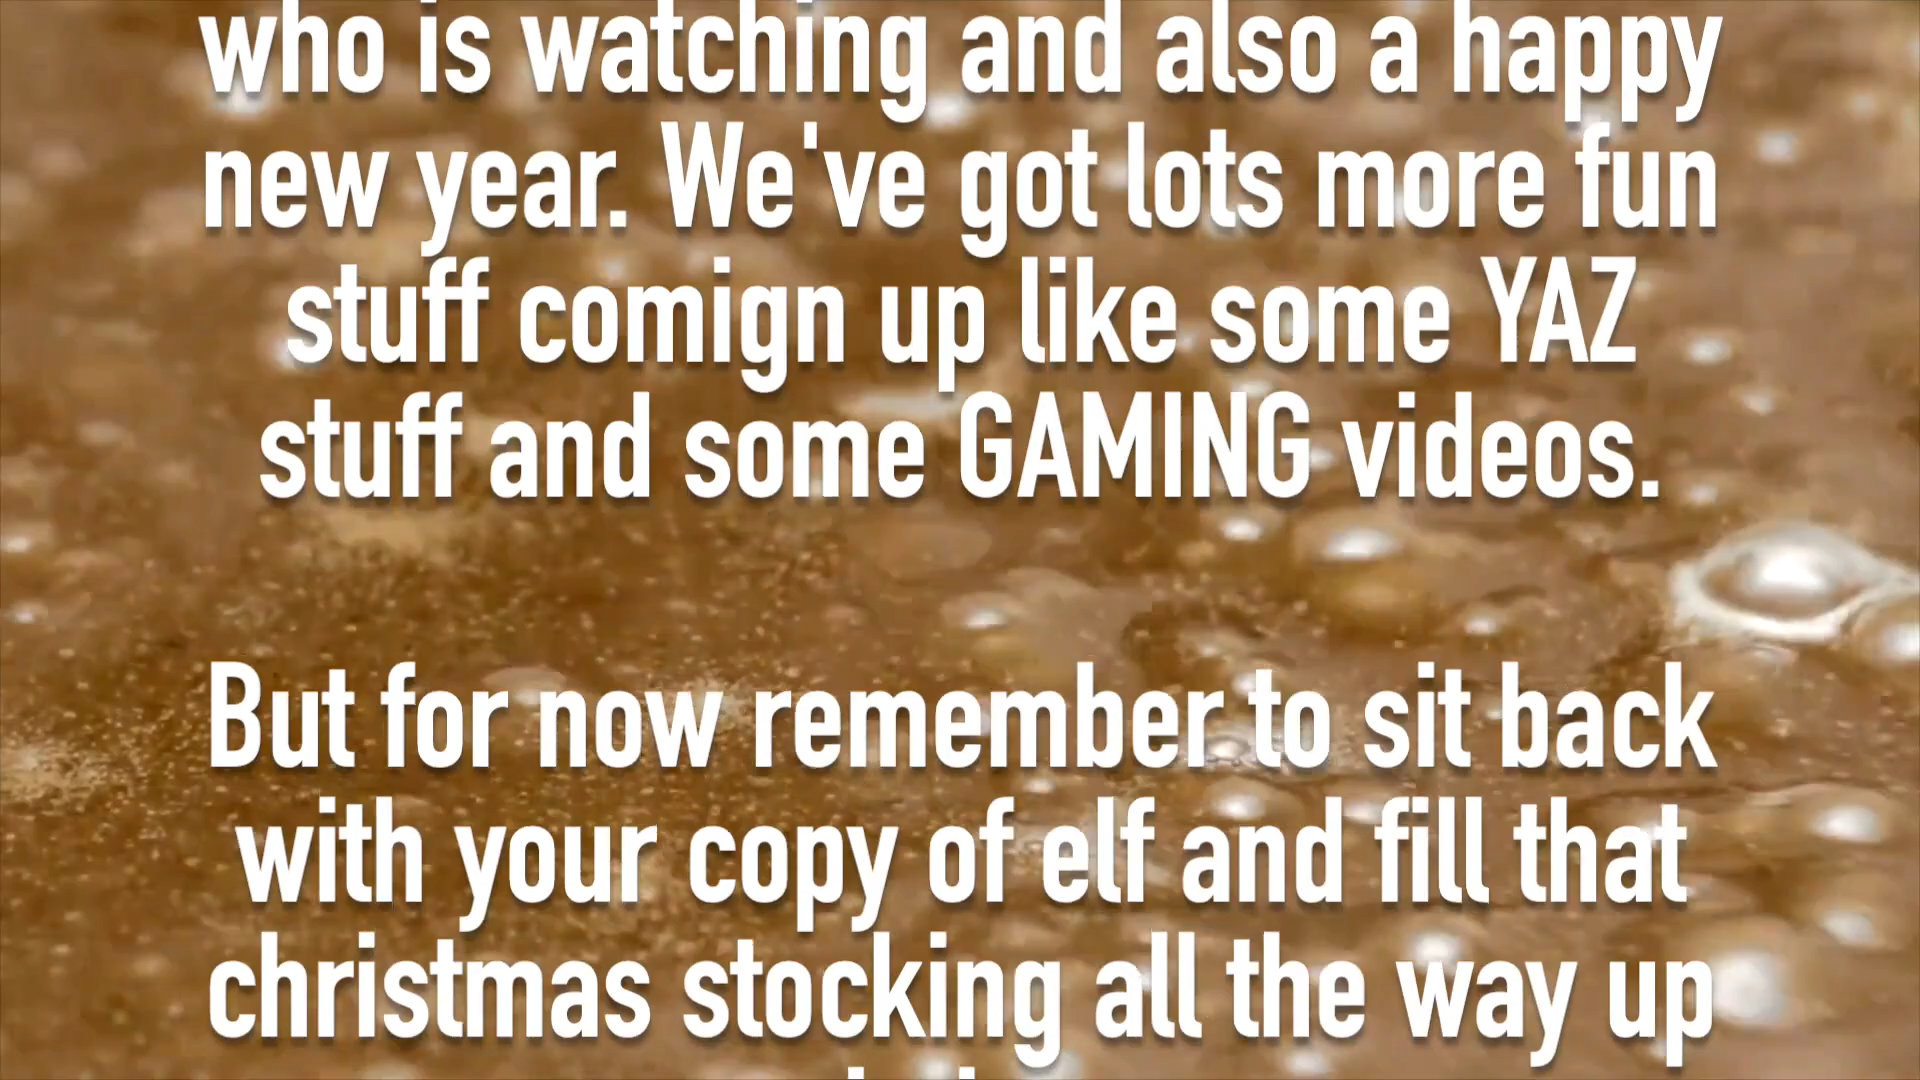 who is watching and also a happy
new year. We've got lots more fun
stuff comign up like some YAZ
stuff and some GAMING videos.
But for now remember to sit back
with your copy of elf and fill that
christmas stocking all the way up